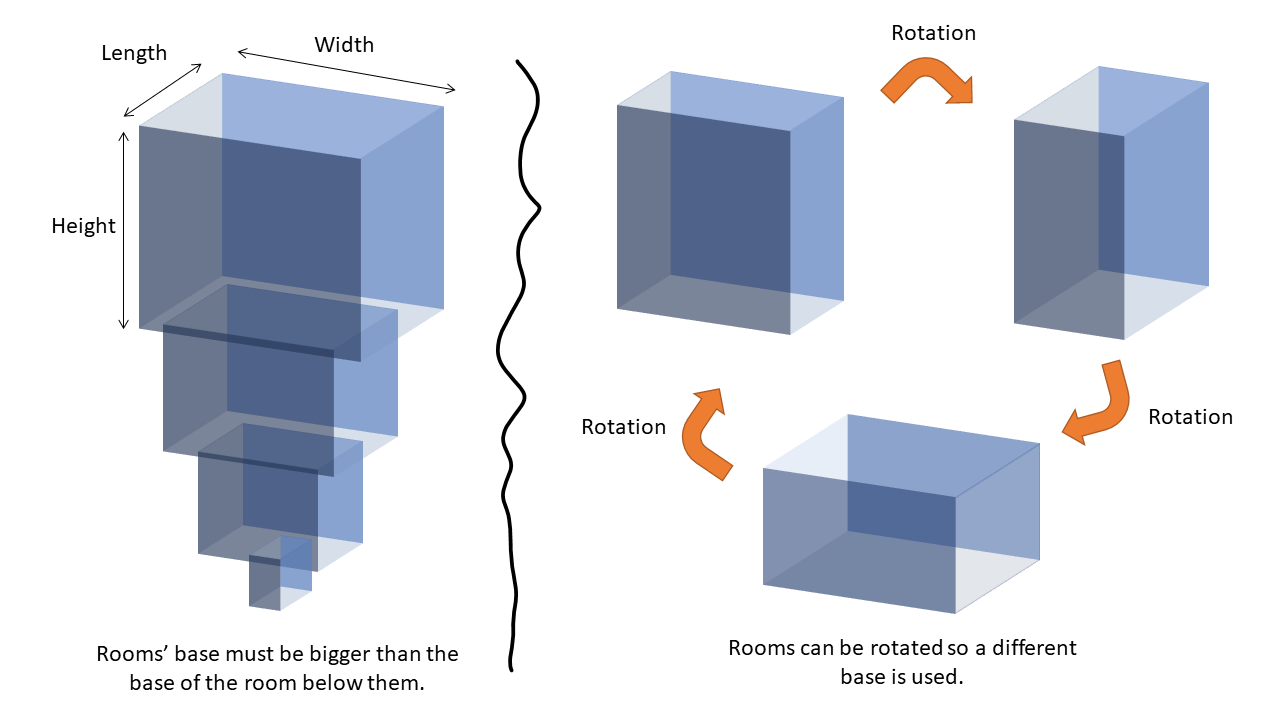 Length
Width
Height
Rooms’ base must be bigger than the
base of the room below them.
Rotation
Rotation
Rotation
Rooms can be rotated so a different
base is used.